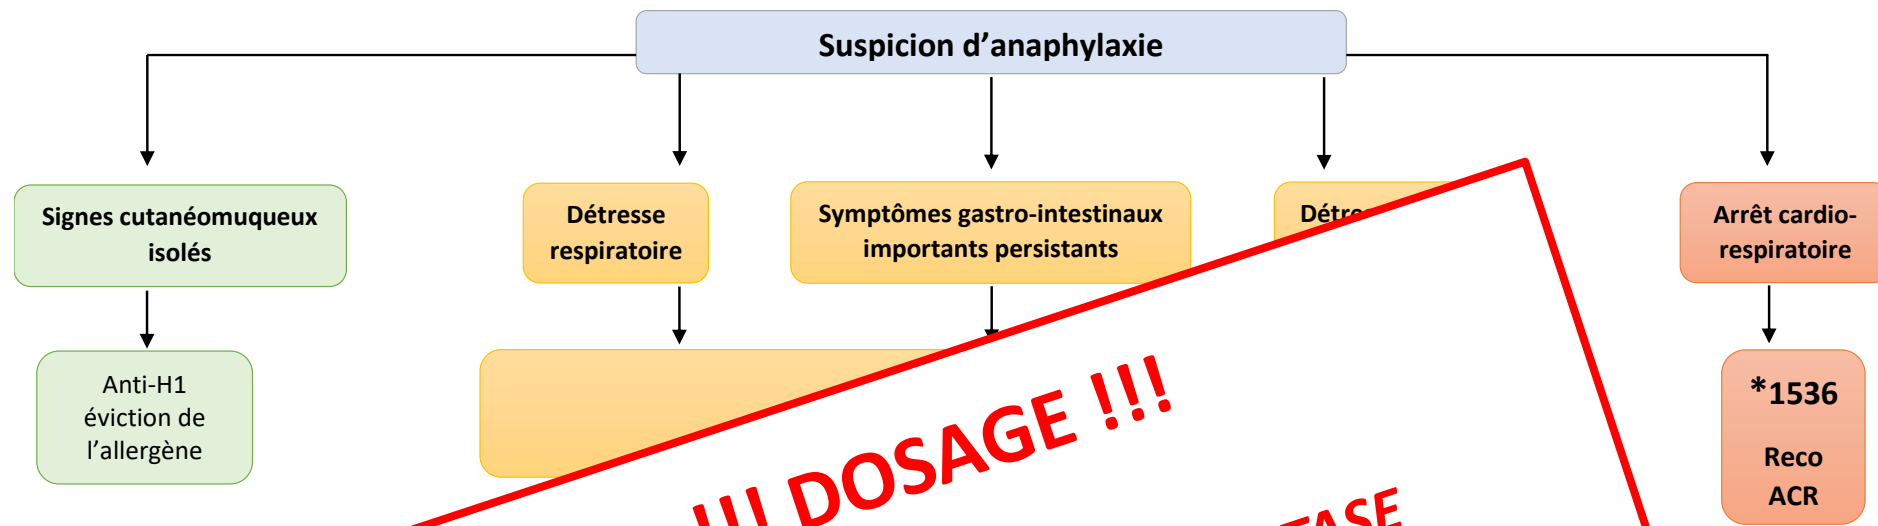 Suspicion d'anaphylaxie
Signes cutanéomuqueux
isolés
Détresse
respiratoire
Symptômes gastro-intestinaux
importants persistants
Arrêt cardio-
respiratoire
Anti-H1
éviction de
l'allergène
*1536
Reco
ACR
!!! DOSAGE !!!